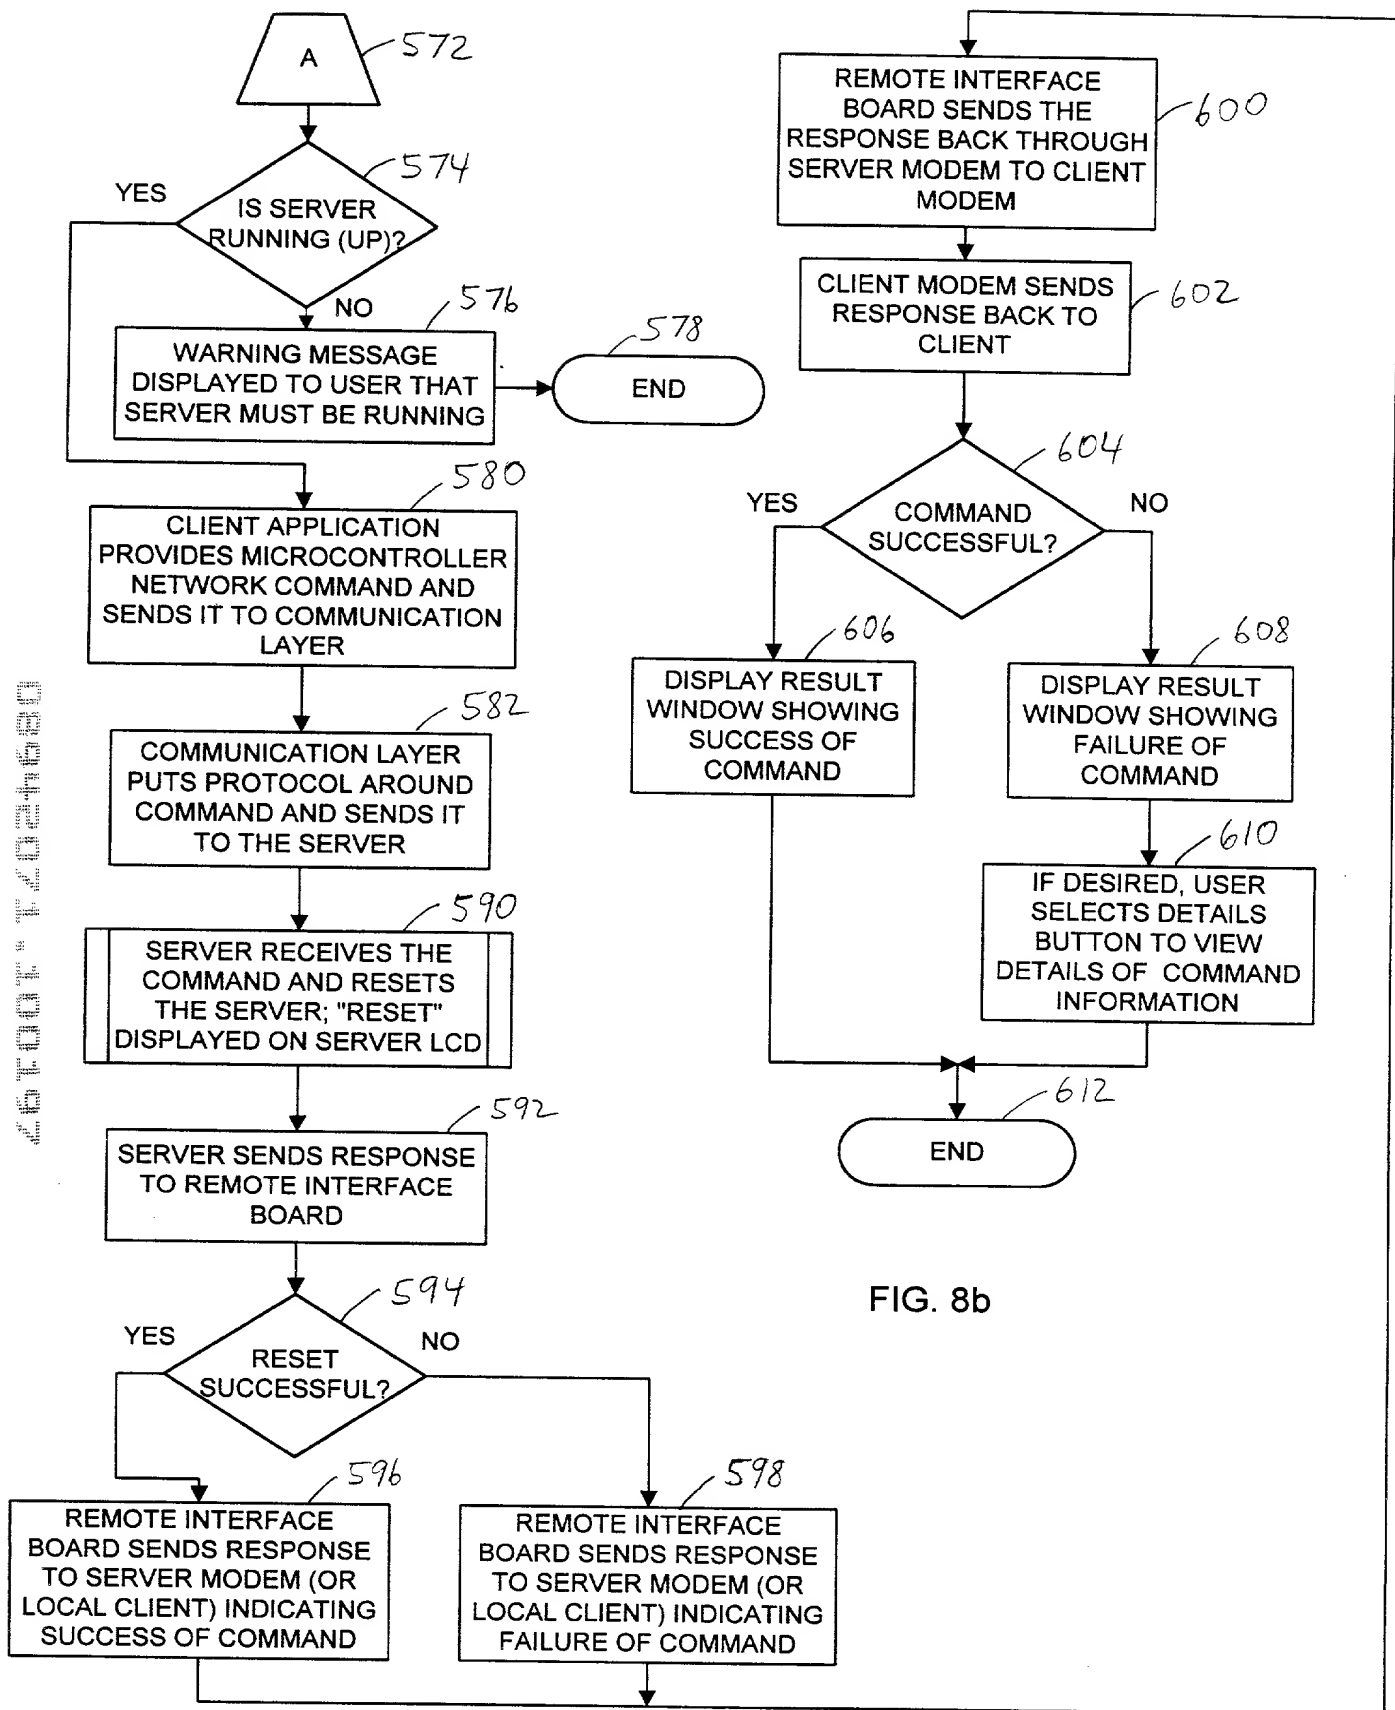 A
572
574
YES
IS SERVER
RUNNING (UP)?
NO
576
WARNING MESSAGE
DISPLAYED TO USER THAT
SERVER MUST BE RUNNING
578
END
580
CLIENT APPLICATION
PROVIDES MICROCONTROLLER
NETWORK COMMAND AND
SENDS IT TO COMMUNICATION
LAYER
582
COMMUNICATION LAYER
PUTS PROTOCOL AROUND
COMMAND AND SENDS IT
TO THE SERVER
590
SERVER RECEIVES THE
COMMAND AND RESETS
THE SERVER; "RESET"
DISPLAYED ON SERVER LCD
592
SERVER SENDS RESPONSE
TO REMOTE INTERFACE
BOARD
594
YES
NO
RESET
SUCCESSFUL?
596
REMOTE INTERFACE
BOARD SENDS RESPONSE
TO SERVER MODEM (OR
LOCAL CLIENT) INDICATING
SUCCESS OF COMMAND
598
REMOTE INTERFACE
BOARD SENDS RESPONSE
TO SERVER MODEM (OR
LOCAL CLIENT) INDICATING
FAILURE OF COMMAND
REMOTE INTERFACE
BOARD SENDS THE
RESPONSE BACK THROUGH
SERVER MODEM TO CLIENT
MODEM
600
CLIENT MODEM SENDS
RESPONSE BACK TO
CLIENT
602
604
YES
NO
COMMAND
SUCCESSFUL?
606
DISPLAY RESULT
WINDOW SHOWING
SUCCESS OF
COMMAND
608
DISPLAY RESULT
WINDOW SHOWING
FAILURE OF
COMMAND
610
IF DESIRED, USER
SELECTS DETAILS
BUTTON TO VIEW
DETAILS OF COMMAND
INFORMATION
612
END
FIG. 8b